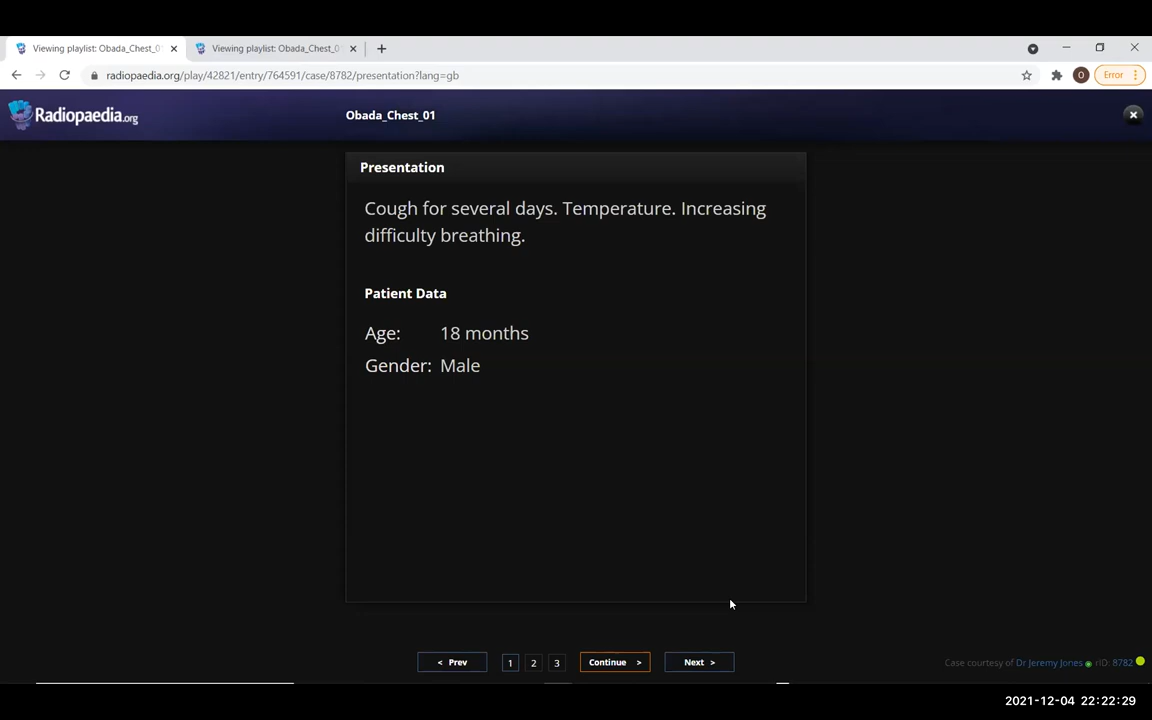 Viewing playlist: Obada_Chest_01
Viewing playlist: Obada_Chest_0
radiopaedia.org/play/42821/entry/764591/case/8782/presentation?lang=gb
O
Error
Radiopaedia.org
Obada_Chest_01
Presentation
Cough for several days. Temperature. Increasing
difficulty breathing.
Patient Data
Age: 18 months
Gender: Male
< Prev
1 2 3
Continue >
Next >
Case courtesy of Dr Jeremy Jones rID: 8782
2021-12-04 22:22:29